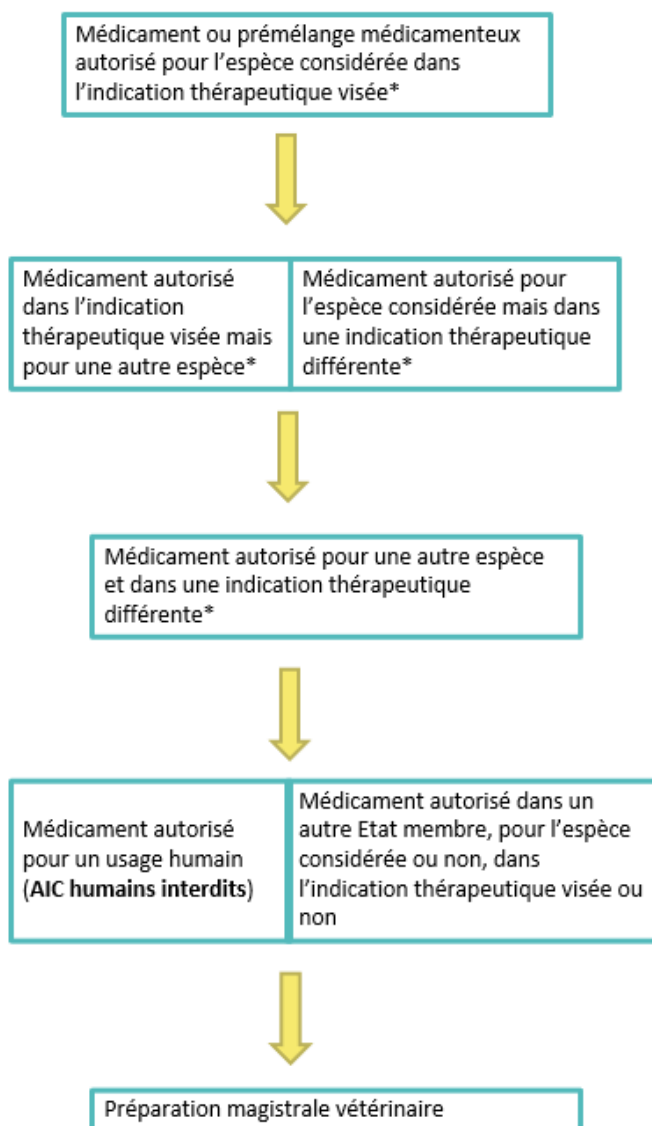 Médicament ou prémélange médicamenteux
autorisé pour l’espèce considérée dans
l’indication thérapeutique visée*
Médicament autorisé
dans l’indication
thérapeutique visée mais
pour une autre espèce*
Médicament autorisé pour
l’espèce considérée mais dans
une indication thérapeutique
différente*
Médicament autorisé pour une autre espèce
et dans une indication thérapeutique
différente*
Médicament autorisé
pour un usage humain
(AIC humains interdits)
Médicament autorisé dans un
autre Etat membre, pour l’espèce
considérée ou non, dans
l’indication thérapeutique visée ou
non
Préparation magistrale vétérinaire